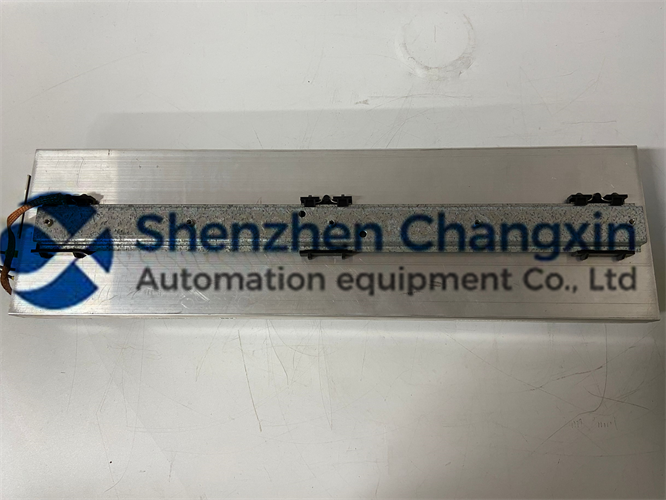 Shenzhen Changxin
Automation equipment Co., Ltd